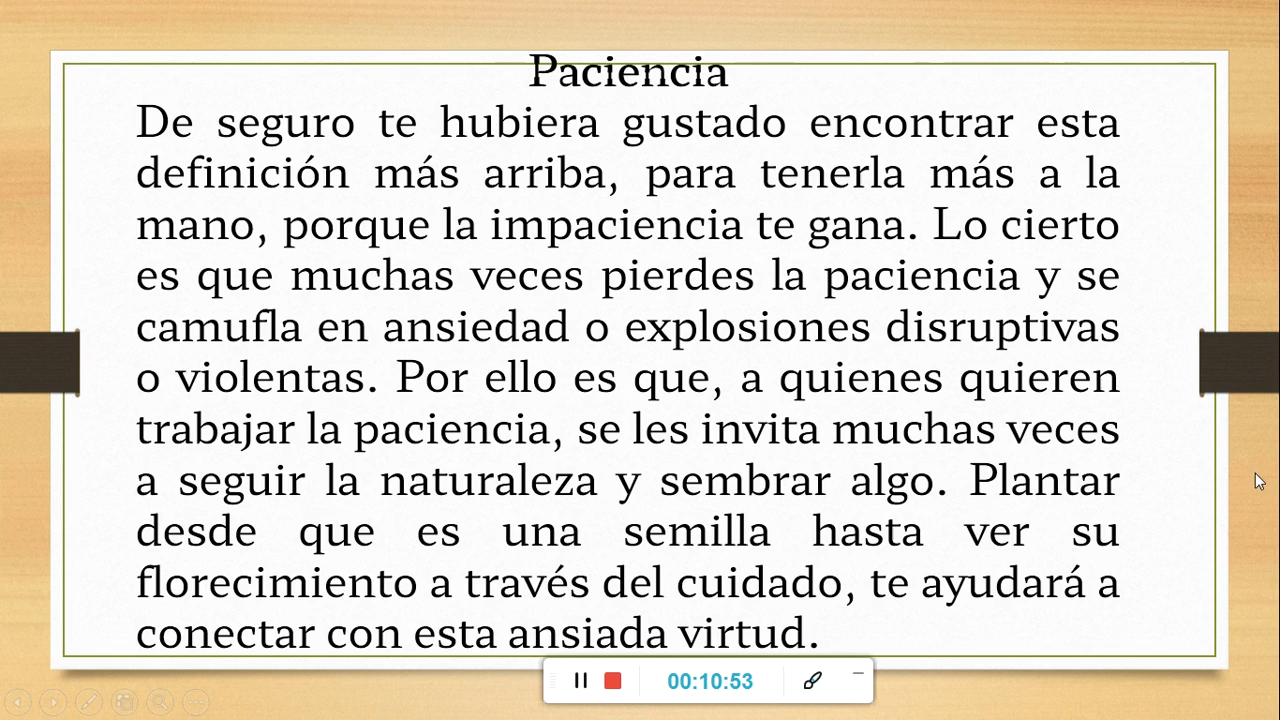 Paciencia
De seguro te hubiera gustado encontrar esta
definición más arriba, para tenerla más a la
mano, porque la impaciencia te gana. Lo cierto
es que muchas veces pierdes la paciencia y se
camufla en ansiedad o explosiones disruptivas
o violentas. Por ello es que, a quienes quieren
trabajar la paciencia, se les invita muchas veces
a seguir la naturaleza y sembrar algo. Plantar
desde que es una semilla hasta ver su
florecimiento a través del cuidado, te ayudará a
conectar con esta ansiada virtud.
00:10:53